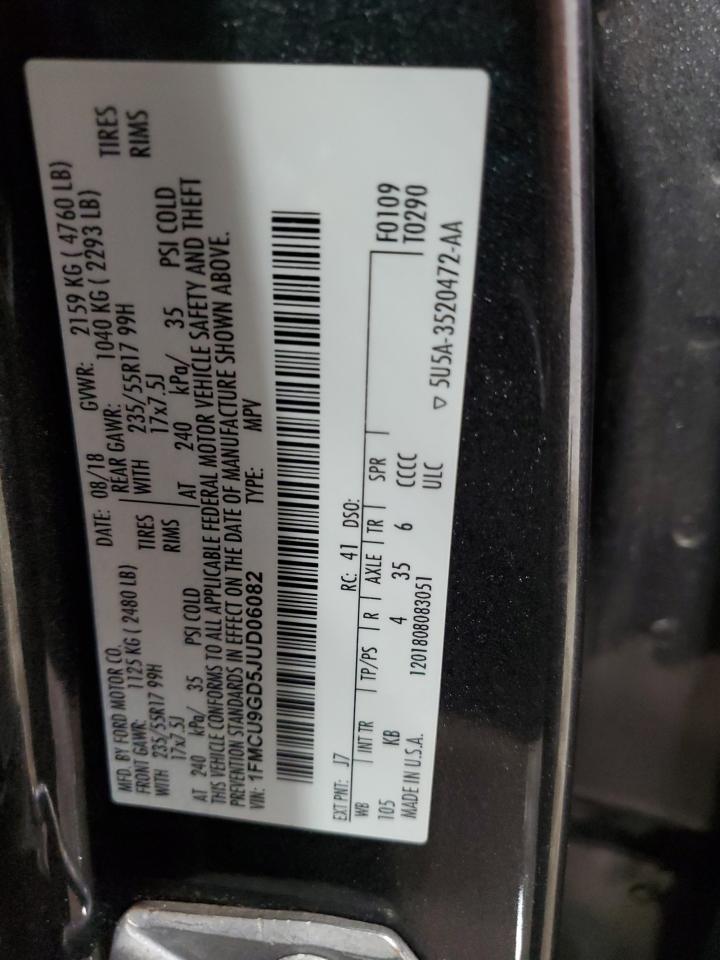 MFD. BY FORD MOTOR CO. DATE: 08/18 GVWR: 2159 KG ( 4760 LB)
FRONT GAWR: 1125 KG ( 2480 LB) REAR GAWR: 1040 KG ( 2293 LB)
WITH 235/55R17 99H TIRES WITH 235/55R17 99H TIRES
17x7.5J RIMS 17x7.5J RIMS
AT 240 kPa/ 35 PSI COLD AT 240 kPa/ 35 PSI COLD
THIS VEHICLE CONFORMS TO ALL APPLICABLE FEDERAL MOTOR VEHICLE SAFETY AND THEFT
PREVENTION STANDARDS IN EFFECT ON THE DATE OF MANUFACTURE SHOWN ABOVE.
VIN: 1FMCU9GD5JUD06082 TYPE: MPV
EXT PNT: J7 RC: 41 DSO:
WB INT TR TP/PS R AXLE TR SPR F0109
105 KB 4 35 6 CCCC T0290
MADE IN U.S.A. 1201808083051 ULC
▽ 5U5A-3520472-AA